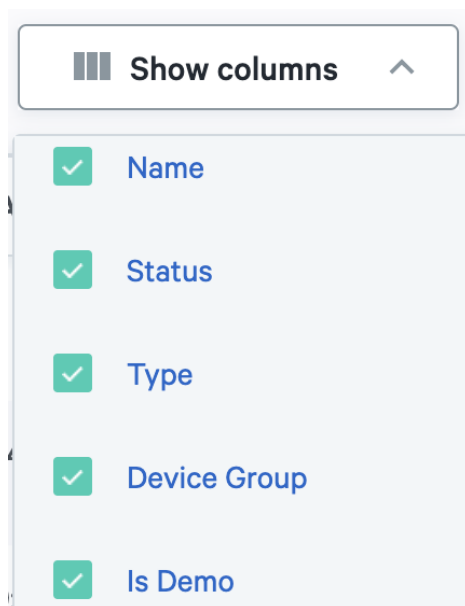 Show columns
Name
Status
Type
Device Group
Is Demo